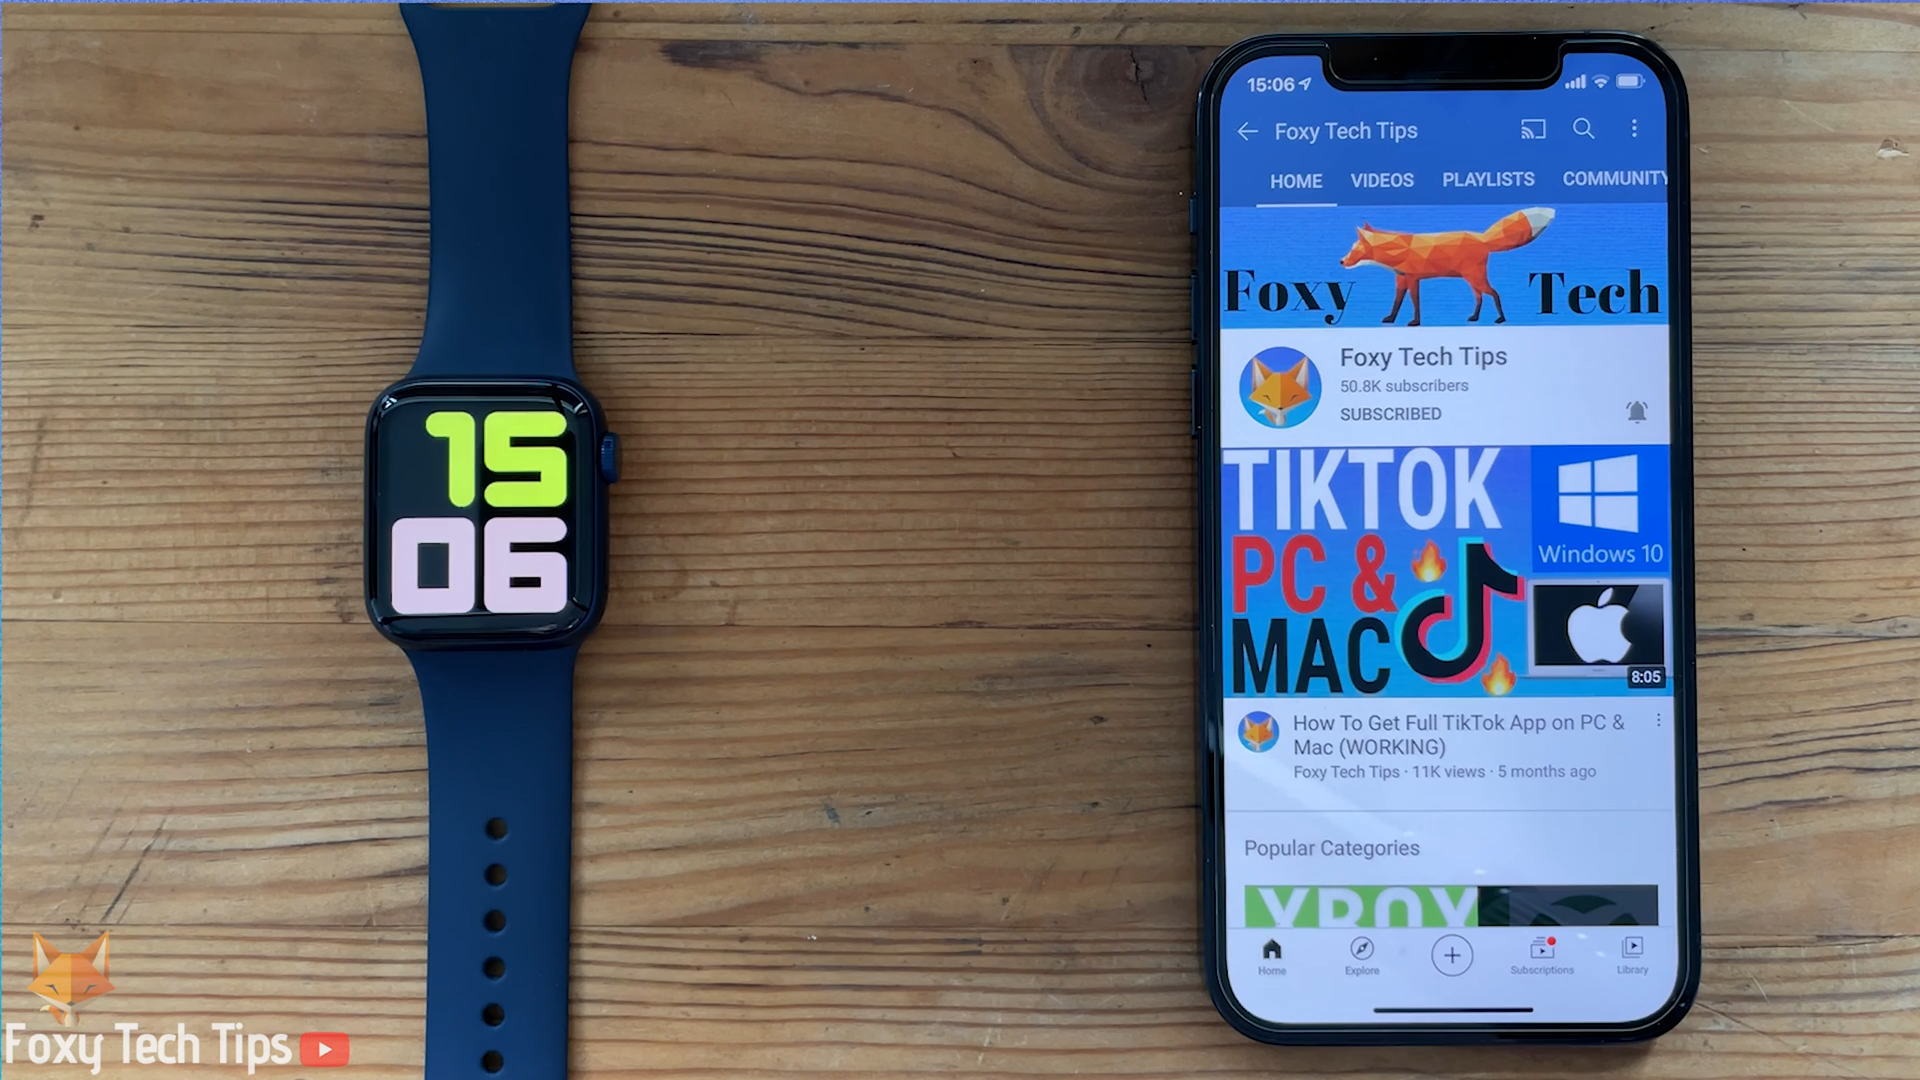 15
06
15:06
Foxy Tech Tips
HOME VIDEOS PLAYLISTS COMMUNITY
Foxy Tech
Foxy Tech Tips
50.8K subscribers
SUBSCRIBED
TIKTOK
PC &
MAC
Windows 10
8:05
How To Get Full TikTok App on PC &
Mac (WORKING)
Foxy Tech Tips · 11K views · 5 months ago
Popular Categories
XBOX
Home Explore Subscriptions Library
Foxy Tech Tips